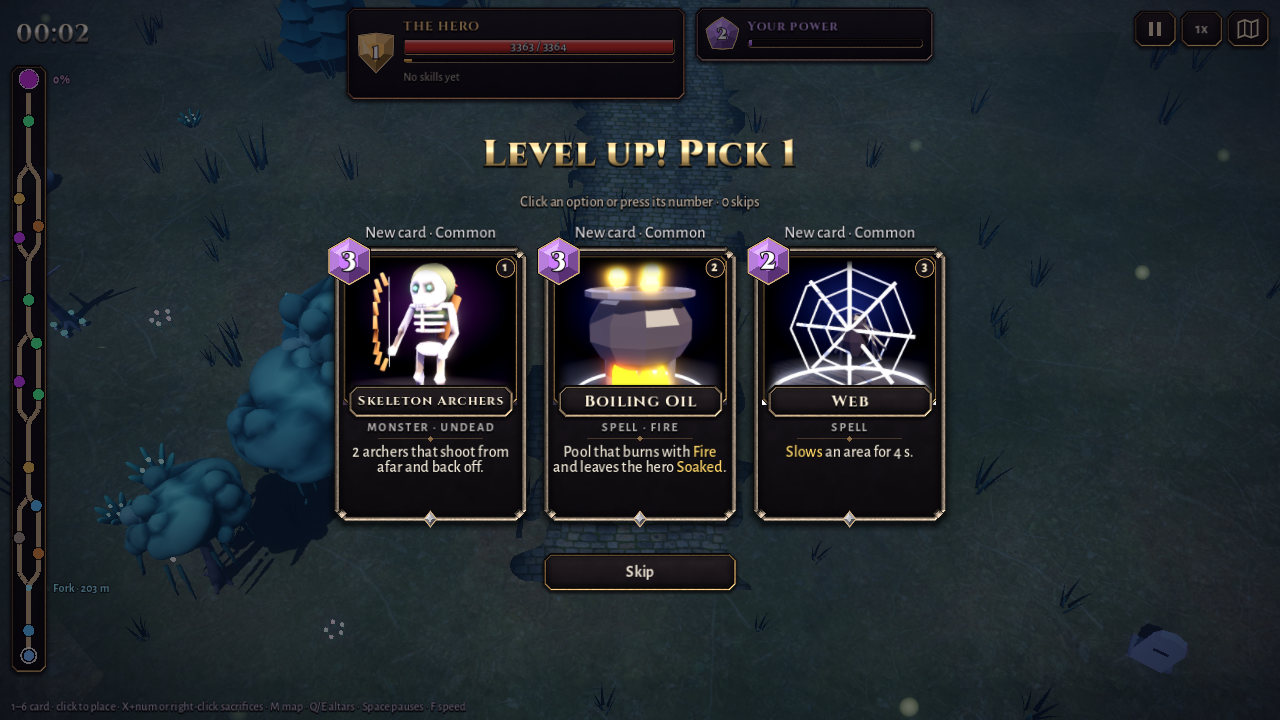 00:02
THE HERO
1
3363 / 3364
No skills yet
2
YOUR POWER
1x
0%
LEVEL UP! PICK 1
Click an option or press its number · 0 skips
New card · Common
New card · Common
New card · Common
3
1
3
2
2
3
SKELETON ARCHERS
BOILING OIL
WEB
MONSTER · UNDEAD
SPELL · FIRE
SPELL
2 archers that shoot from
afar and back off.
Pool that burns with Fire
and leaves the hero Soaked.
Slows an area for 4 s.
Skip
Fork · 203 m
1–6 card · click to place · X+num or right-click sacrifices · M map · Q/E altars · Space pauses · F speed